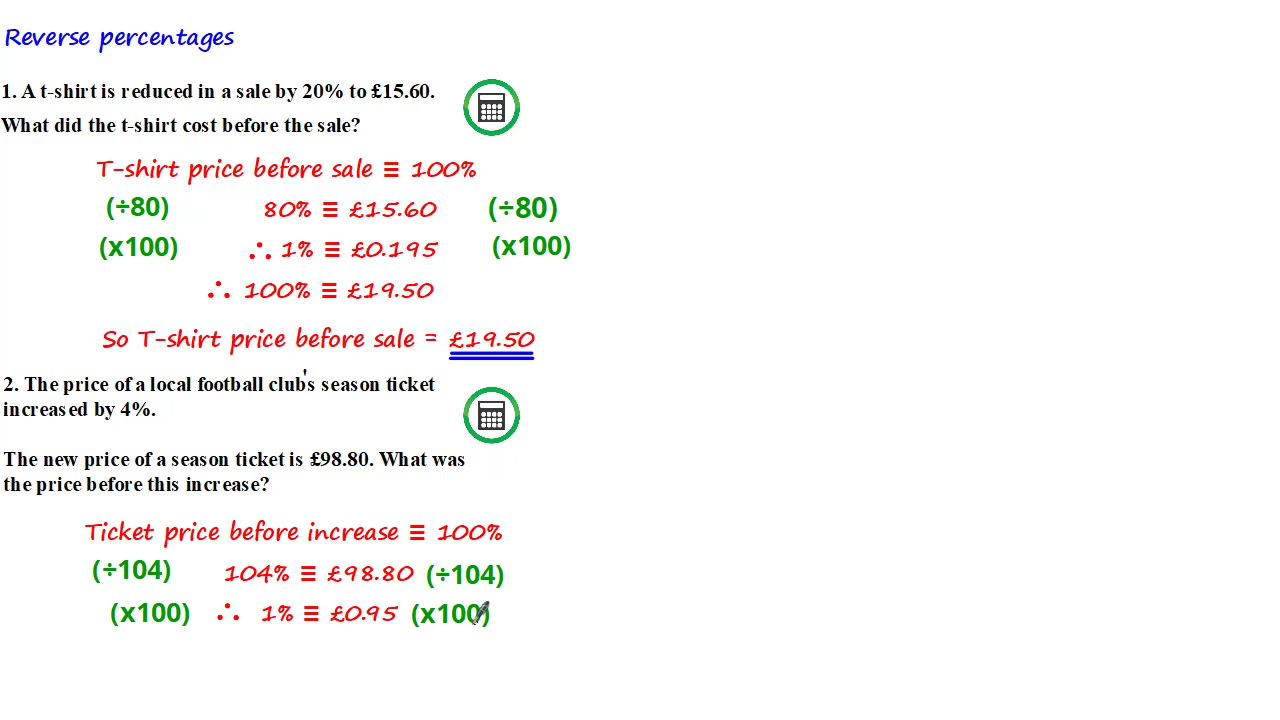 Reverse percentages
1. A t-shirt is reduced in a sale by 20% to £15.60.
What did the t-shirt cost before the sale?
T-shirt price before sale ≡ 100%
(÷80) 80% ≡ £15.60 (÷80)
(x100) ∴ 1% ≡ £0.195 (x100)
∴ 100% ≡ £19.50
So T-shirt price before sale = £19.50
2. The price of a local football club's season ticket
increased by 4%.
The new price of a season ticket is £98.80. What was
the price before this increase?
Ticket price before increase ≡ 100%
(÷104) 104% ≡ £98.80 (÷104)
(x100) ∴ 1% ≡ £0.95 (x100)